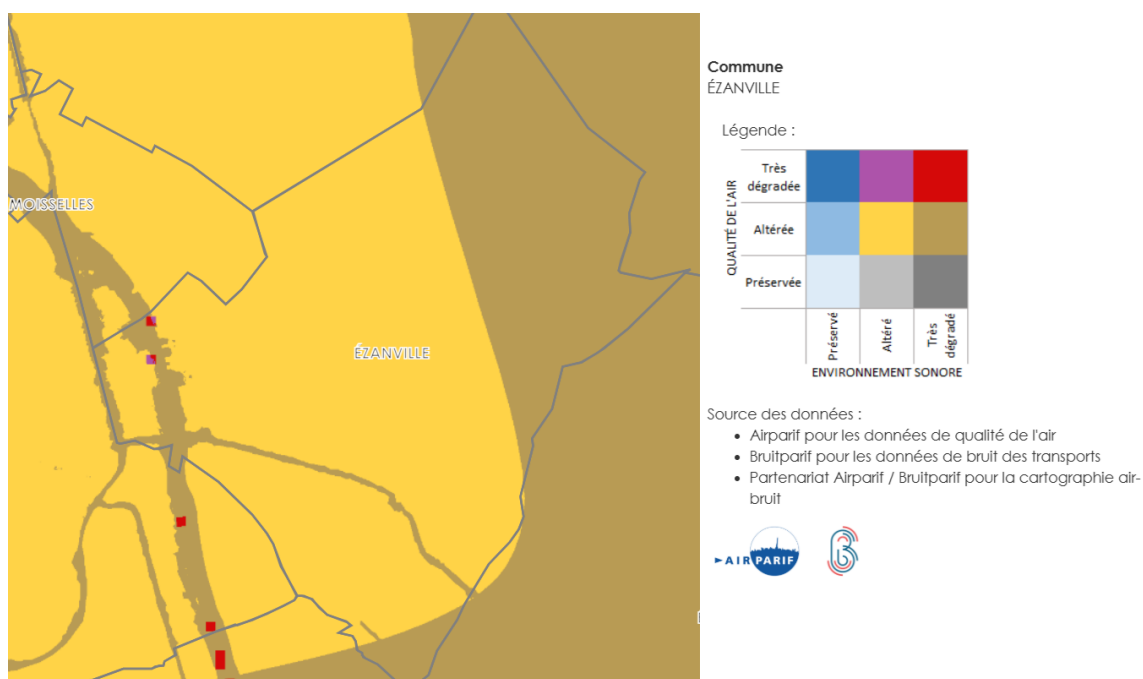 MOISSELLES
ÉZANVILLE
Commune
ÉZANVILLE
Légende :
QUALITÉ DE L'AIR
Très
dégradée
Altérée
Préservée
Préservé
Altéré
Très
dégradé
ENVIRONNEMENT SONORE
Source des données :
• Airparif pour les données de qualité de l'air
• Bruitparif pour les données de bruit des transports
• Partenariat Airparif / Bruitparif pour la cartographie air-
bruit
AIRPARIF